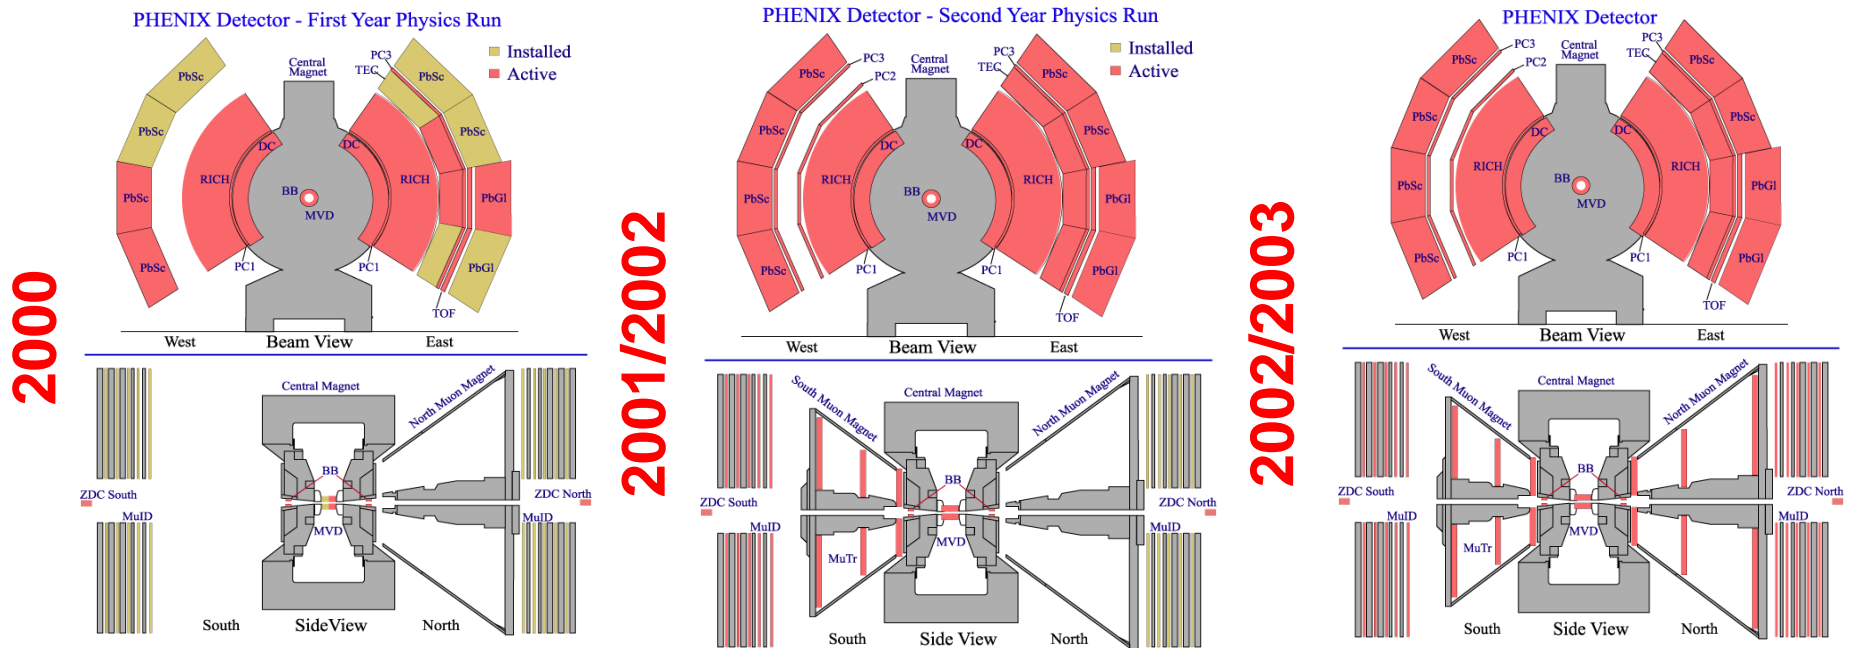 2000
PHENIX Detector - First Year Physics Run
Installed
Active
PC3
TEC
Central
Magnet
PbSc
PbSc
PbSc
PbSc
PbSc
PbSc
PbGl
PbGl
DC
DC
RICH
RICH
BB
MVD
PC1
PC1
TOF
West
Beam View
East
Central Magnet
North Muon Magnet
BB
ZDC South
ZDC North
MuID
MuID
MVD
South
SideView
North
2001/2002
PHENIX Detector - Second Year Physics Run
Installed
Active
PC3
TEC
Central
Magnet
PC3
PC2
PbSc
PbSc
PbSc
PbSc
PbSc
PbSc
PbGl
PbGl
DC
DC
RICH
RICH
BB
MVD
PC1
PC1
TOF
West
Beam View
East
South Muon Magnet
Central Magnet
North Muon Magnet
BB
ZDC South
ZDC North
MuID
MuID
MVD
MuTr
South
Side View
North
2002/2003
PHENIX Detector
PC3
TEC
Central
Magnet
PC3
PC2
PbSc
PbSc
PbSc
PbSc
PbSc
PbSc
PbGl
PbGl
DC
DC
RICH
RICH
BB
MVD
PC1
PC1
TOF
West
Beam View
East
South Muon Magnet
Central Magnet
North Muon Magnet
BB
ZDC South
ZDC North
MuID
MuID
MVD
MuTr
South
Side View
North